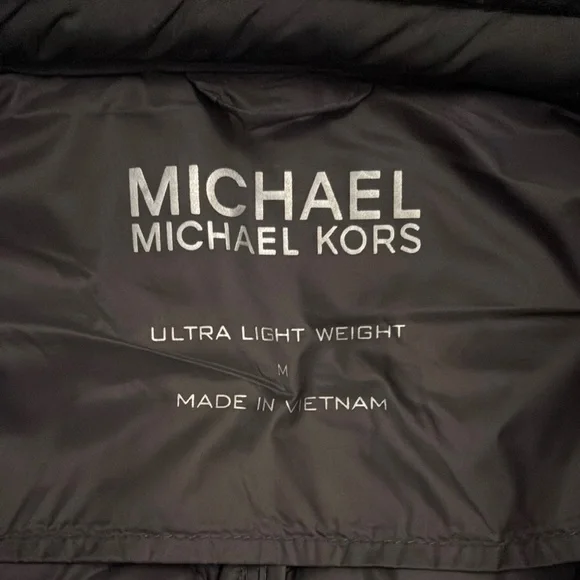 MICHAEL
MICHAEL KORS
ULTRA LIGHT WEIGHT
M
MADE IN VIETNAM